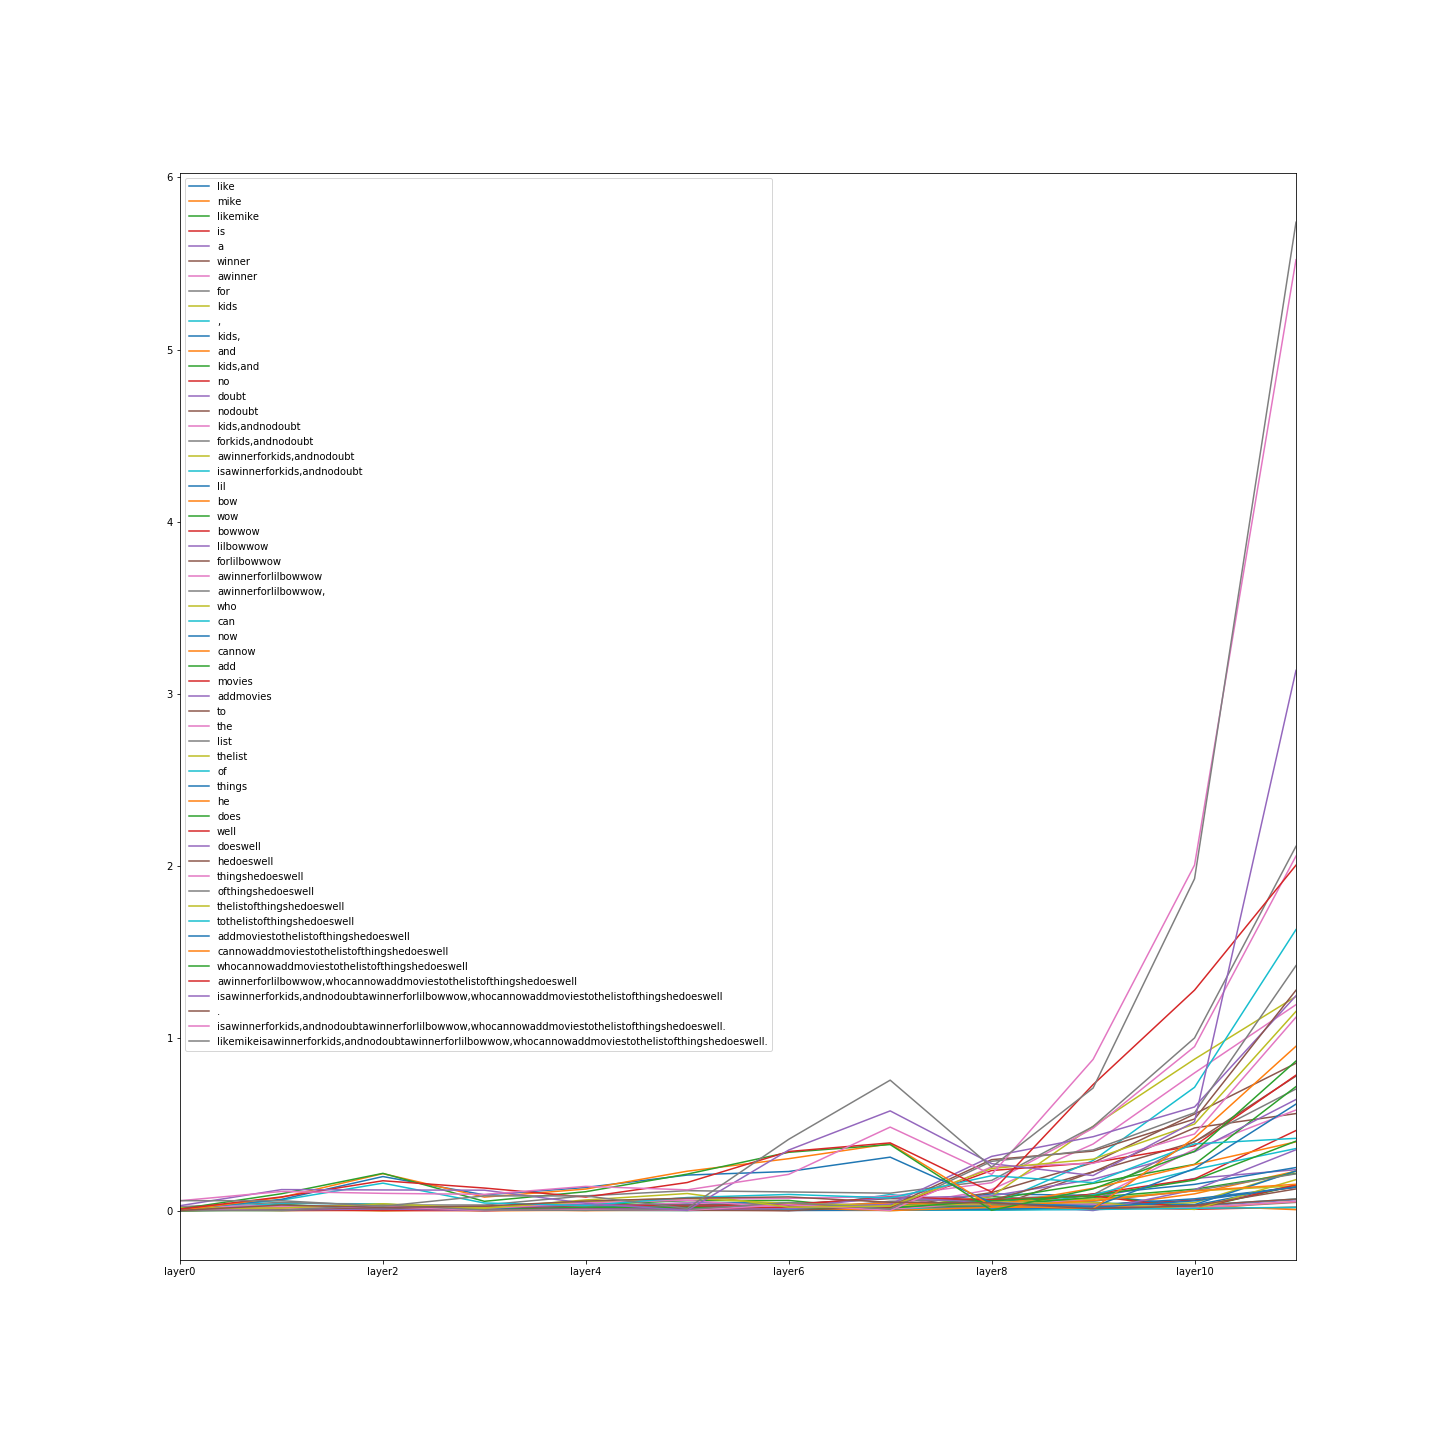 6
5
4
3
2
1
0
like
mike
likemike
is
a
winner
awinner
for
kids
,
kids,
and
kids,and
no
doubt
nodoubt
kids,andnodoubt
forkids,andnodoubt
awinnerforkids,andnodoubt
isawinnerforkids,andnodoubt
lil
bow
wow
bowwow
lilbowwow
forlilbowwow
awinnerforlilbowwow
awinnerforlilbowwow,
who
can
now
cannow
add
movies
addmovies
to
the
list
thelist
of
things
he
does
well
doeswell
hedoeswell
thingshedoeswell
ofthingshedoeswell
thelistofthingshedoeswell
tothelistofthingshedoeswell
addmoviestothelistofthingshedoeswell
cannowaddmoviestothelistofthingshedoeswell
whocannowaddmoviestothelistofthingshedoeswell
awinnerforlilbowwow,whocannowaddmoviestothelistofthingshedoeswell
isawinnerforkids,andnodoubtawinnerforlilbowwow,whocannowaddmoviestothelistofthingshedoeswell
.
isawinnerforkids,andnodoubtawinnerforlilbowwow,whocannowaddmoviestothelistofthingshedoeswell.
likemikeisawinnerforkids,andnodoubtawinnerforlilbowwow,whocannowaddmoviestothelistofthingshedoeswell.
layer0 layer2 layer4 layer6 layer8 layer10